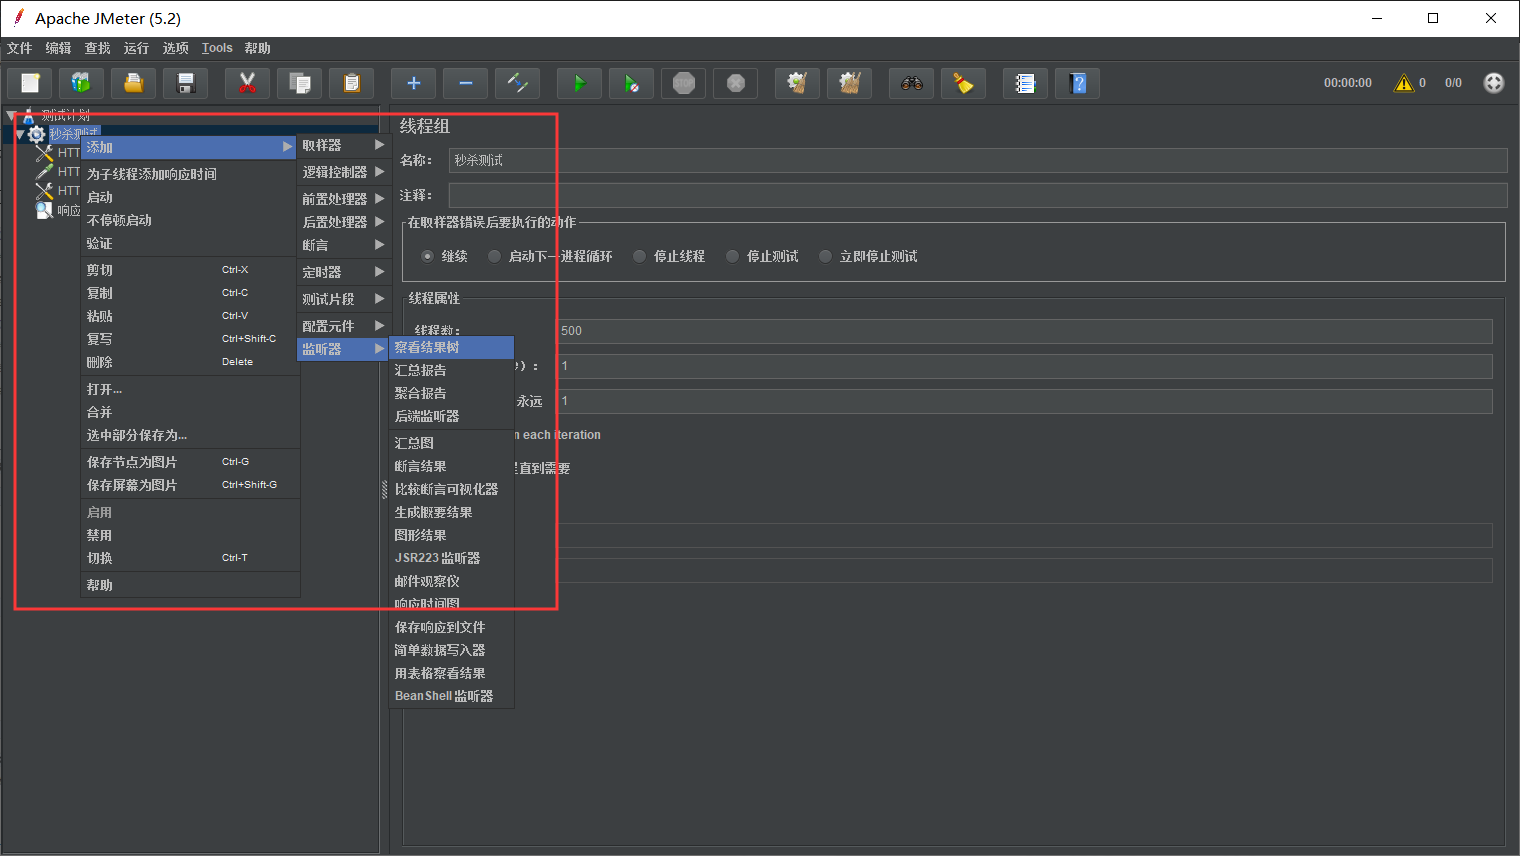 Apache JMeter (5.2)
文件 编辑 查找 运行 选项 Tools 帮助
STOP
00:00:00 0 0/0
测试计划
秒杀测试
HTT
HTT
HTT
响应
添加
为子线程添加响应时间
启动
不停顿启动
验证
剪切 Ctrl-X
复制 Ctrl-C
粘贴 Ctrl-V
复写 Ctrl+Shift-C
删除 Delete
打开...
合并
选中部分保存为...
保存节点为图片 Ctrl-G
保存屏幕为图片 Ctrl+Shift-G
启用
禁用
切换 Ctrl-T
帮助
取样器
逻辑控制器
前置处理器
后置处理器
断言
定时器
测试片段
配置元件
监听器
察看结果树
汇总报告
聚合报告
后端监听器
汇总图
断言结果
比较断言可视化器
生成概要结果
图形结果
JSR223 监听器
邮件观察仪
响应时间图
保存响应到文件
简单数据写入器
用表格察看结果
BeanShell 监听器
线程组
名称： 秒杀测试
注释：
在取样器错误后要执行的动作
继续 启动下一进程循环 停止线程 停止测试 立即停止测试
线程属性
线程数： 500
）： 1
永远 1
n each iteration
直到需要